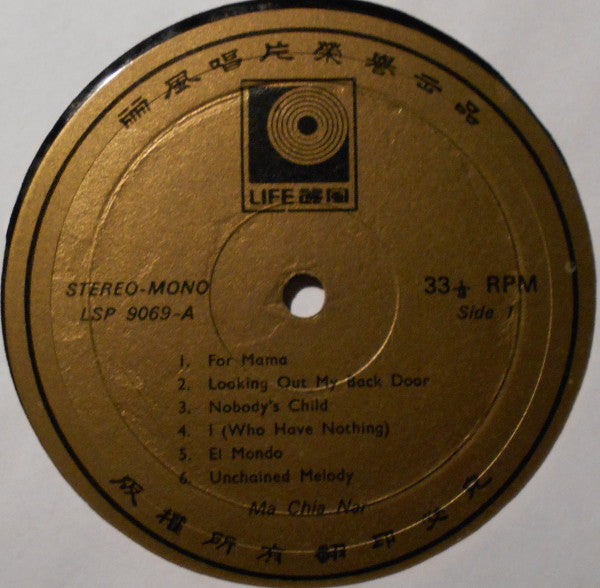 麗風唱片榮譽出品
LIFE 麗風
STEREO-MONO
LSP 9069-A
33⅓ RPM
Side 1
1. For Mama
2. Looking Out My Back Door
3. Nobody's Child
4. I (Who Have Nothing)
5. El Mondo
6. Unchained Melody
Ma Chia Nai
版權所有翻印必究